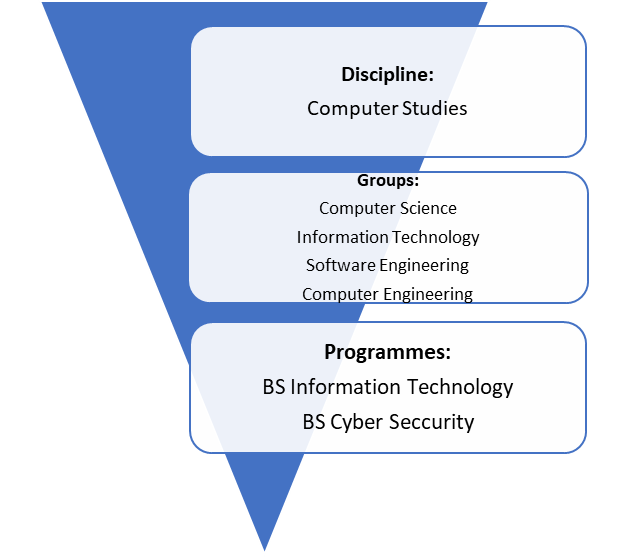 Discipline:
Computer Studies
Groups:
Computer Science
Information Technology
Software Engineering
Computer Engineering
Programmes:
BS Information Technology
BS Cyber Seccurity